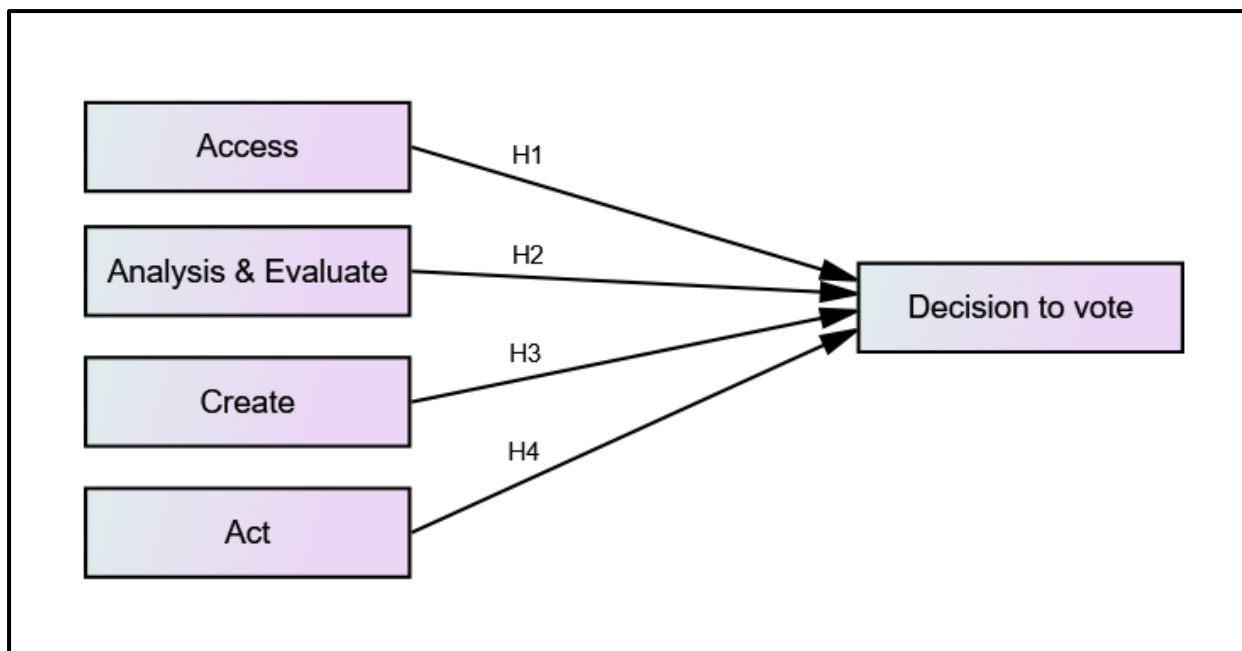 Access
H1
Analysis & Evaluate
H2
Decision to vote
Create
H3
Act
H4